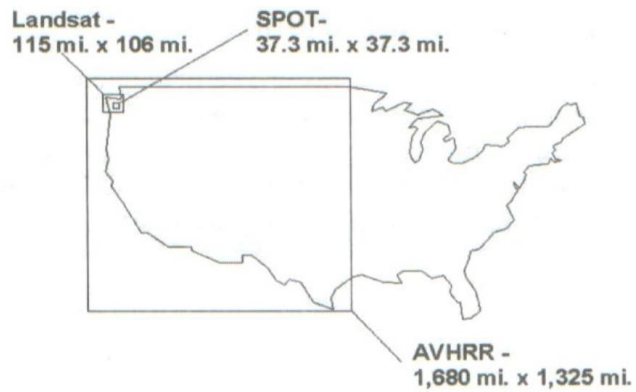 Landsat -
115 mi. x 106 mi.
SPOT-
37.3 mi. x 37.3 mi.
AVHRR -
1,680 mi. x 1,325 mi.